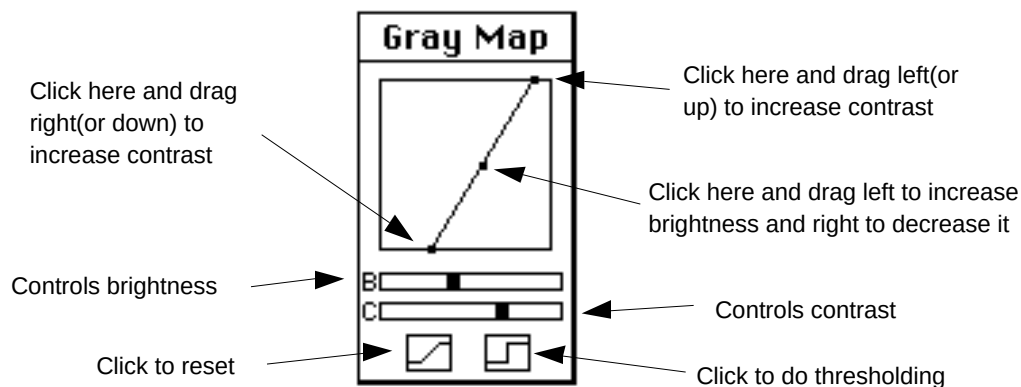 Gray Map
Click here and drag
right(or down) to
increase contrast
Click here and drag left(or
up) to increase contrast
Click here and drag left to increase
brightness and right to decrease it
Controls brightness
B
C
Controls contrast
Click to reset
Click to do thresholding